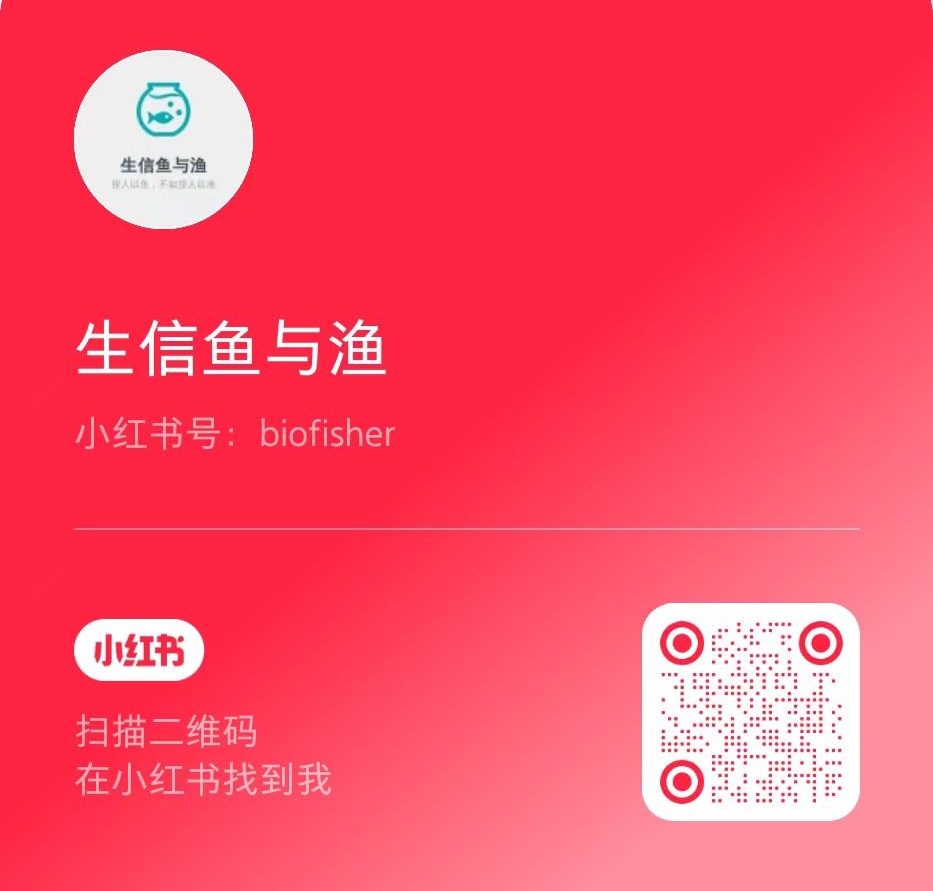 生信鱼与渔
授人以鱼，不如授人以渔
生信鱼与渔
小红书号：biofisher
小红书
扫描二维码
在小红书找到我